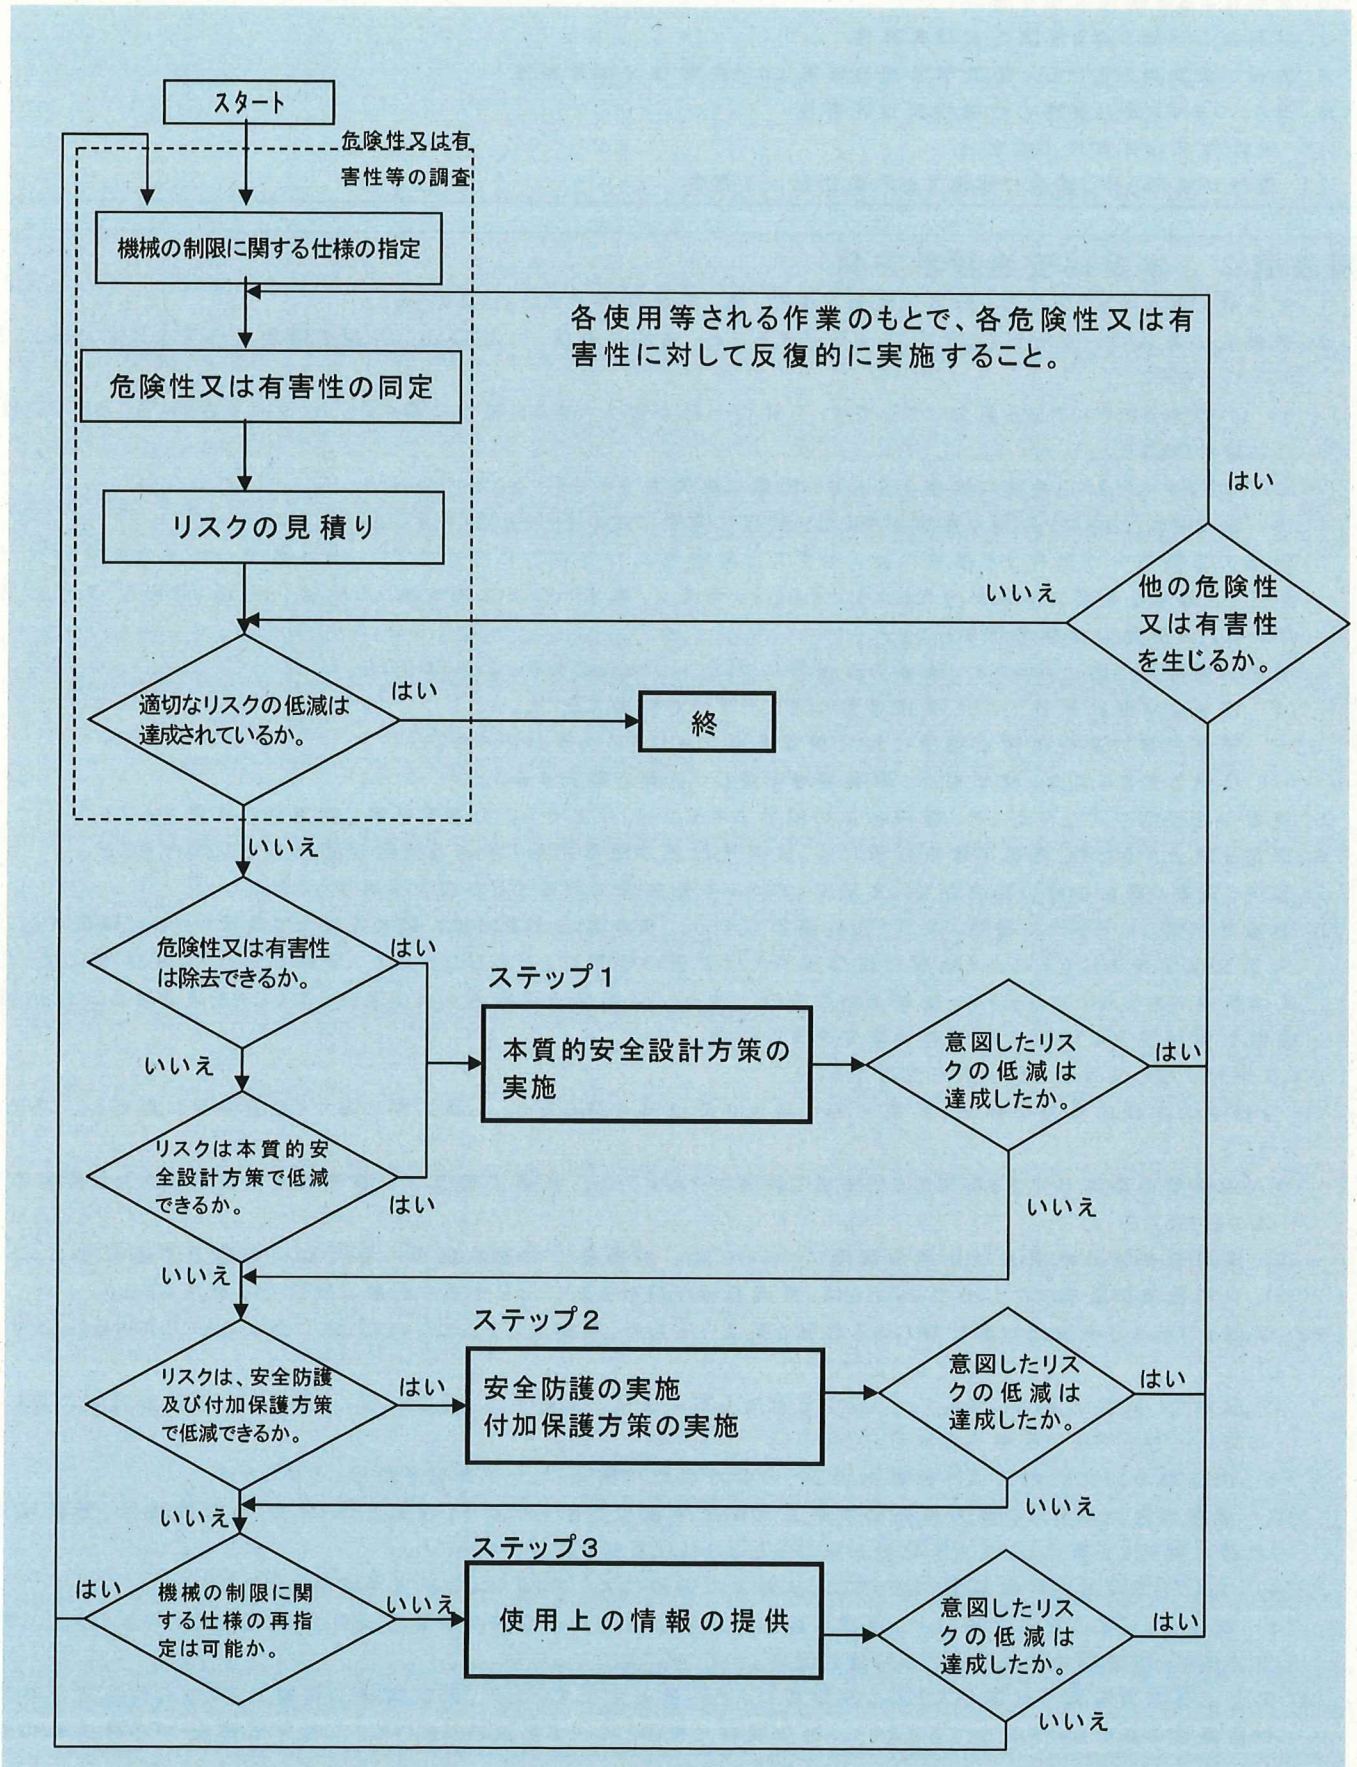 スタート
危険性又は有
害性等の調査
機械の制限に関する仕様の指定
各使用等される作業のもとで、各危険性又は有
害性に対して反復的に実施すること。
危険性又は有害性の同定
はい
リスクの見積り
いいえ
他の危険性
又は有害性
を生じるか。
適切なリスクの低減は
達成されているか。
はい
終
いいえ
危険性又は有害性
は除去できるか。
はい
ステップ1
本質的安全設計方策の
実施
意図したリス
クの低減は
達成したか。
はい
いいえ
リスクは本質的安
全設計方策で低減
できるか。
はい
いいえ
いいえ
ステップ2
リスクは、安全防護
及び付加保護方策
で低減できるか。
はい
安全防護の実施
付加保護方策の実施
意図したリス
クの低減は
達成したか。
はい
いいえ
いいえ
ステップ3
はい
機械の制限に関
する仕様の再指
定は可能か。
いいえ
使用上の情報の提供
意図したリス
クの低減は
達成したか。
はい
いいえ